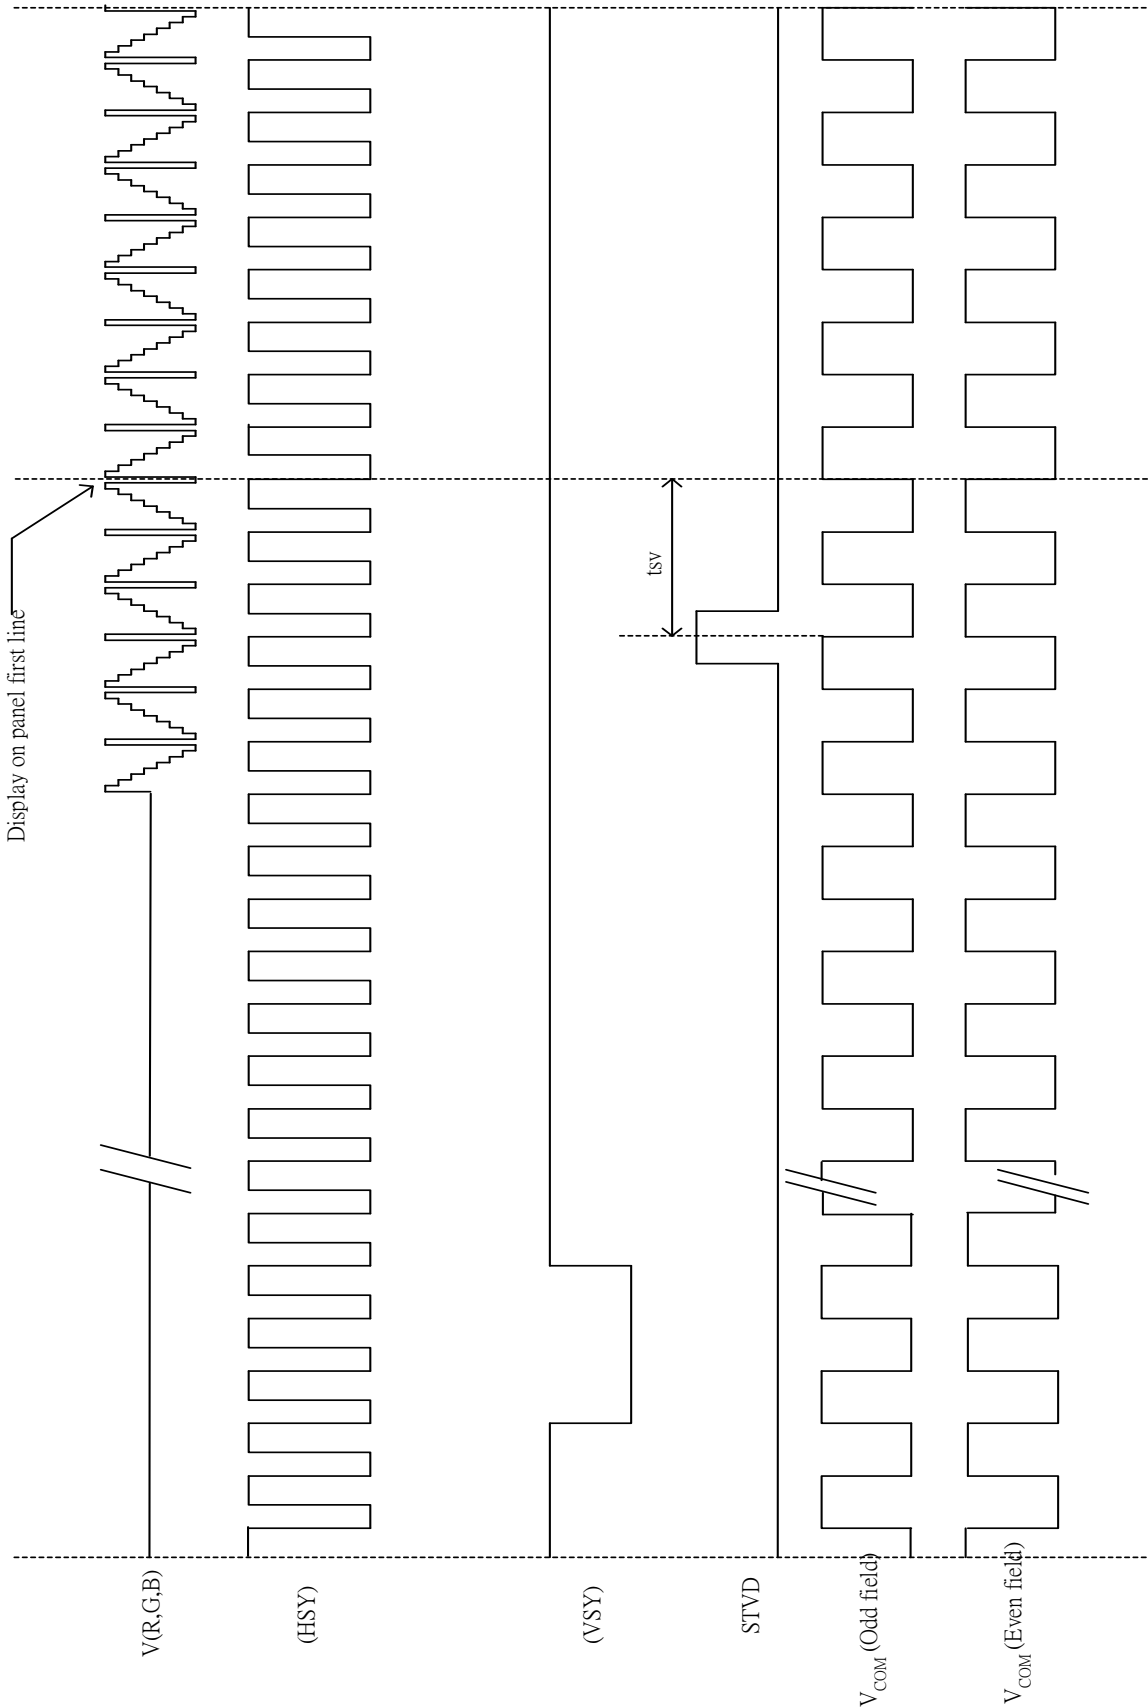 Display on panel first line
V(R,G,B)
(HSY)
(VSY)
tsv
STVD
VCOM (Odd field)
VCOM (Even field)